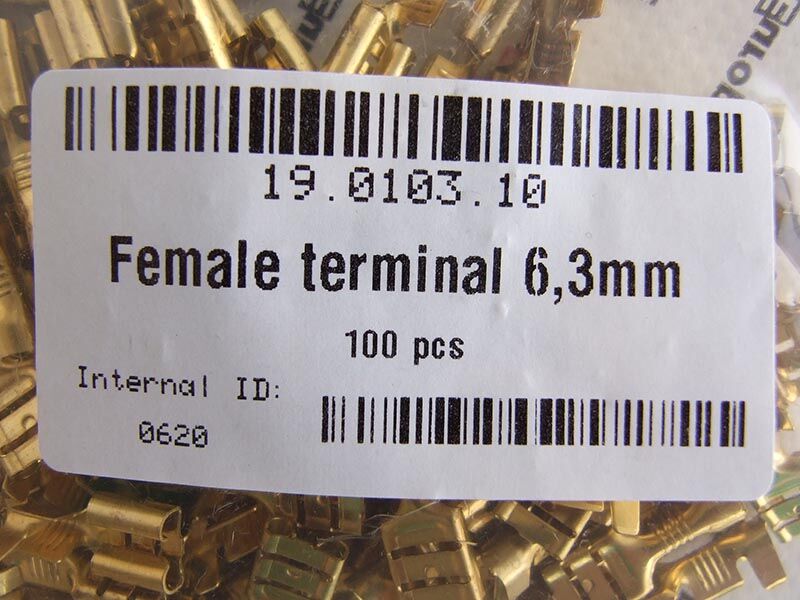 19.0103.10
Female terminal 6,3mm
100 pcs
Internal ID:
0620